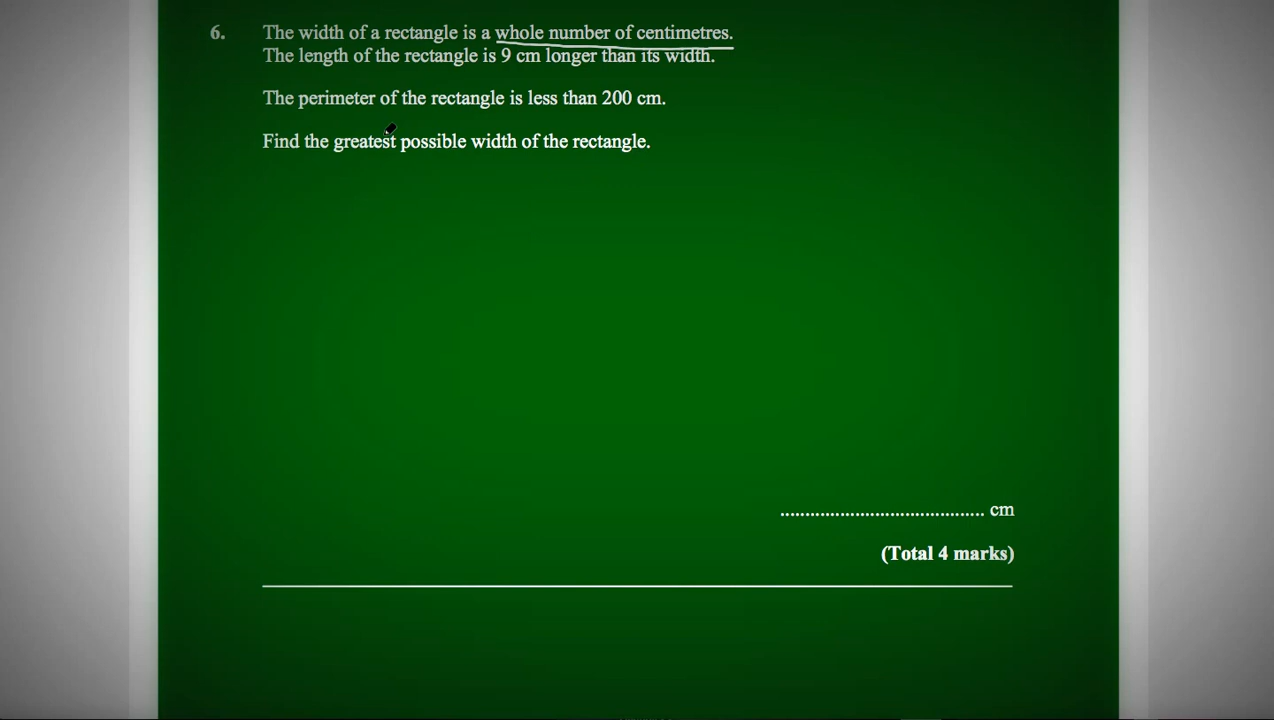 6. The width of a rectangle is a whole number of centimetres.
The length of the rectangle is 9 cm longer than its width.
The perimeter of the rectangle is less than 200 cm.
Find the greatest possible width of the rectangle.
........................................ cm
(Total 4 marks)